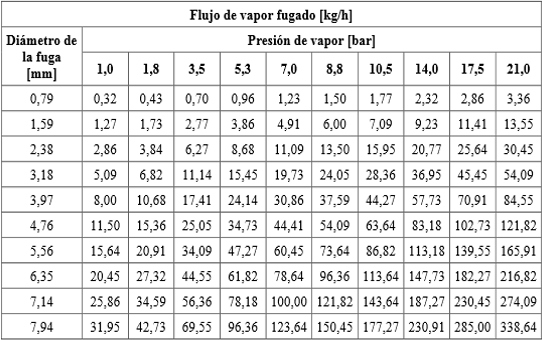 Flujo de vapor fugado [kg/h]
Diámetro de la fuga [mm] Presión de vapor [bar]
1,0 1,8 3,5 5,3 7,0 8,8 10,5 14,0 17,5 21,0
0,79 0,32 0,43 0,70 0,96 1,23 1,50 1,77 2,32 2,86 3,36
1,59 1,27 1,73 2,77 3,86 4,91 6,00 7,09 9,23 11,41 13,55
2,38 2,86 3,84 6,27 8,68 11,09 13,50 15,95 20,77 25,64 30,45
3,18 5,09 6,82 11,14 15,45 19,73 24,05 28,36 36,95 45,45 54,09
3,97 8,00 10,68 17,41 24,14 30,86 37,59 44,27 57,73 70,91 84,55
4,76 11,50 15,36 25,05 34,73 44,41 54,09 63,64 83,18 102,73 121,82
5,56 15,64 20,91 34,09 47,27 60,45 73,64 86,82 113,18 139,55 165,91
6,35 20,45 27,32 44,55 61,82 78,64 96,36 113,64 147,73 182,27 216,82
7,14 25,86 34,59 56,36 78,18 100,00 121,82 143,64 187,27 230,45 274,09
7,94 31,95 42,73 69,55 96,36 123,64 150,45 177,27 230,91 285,00 338,64